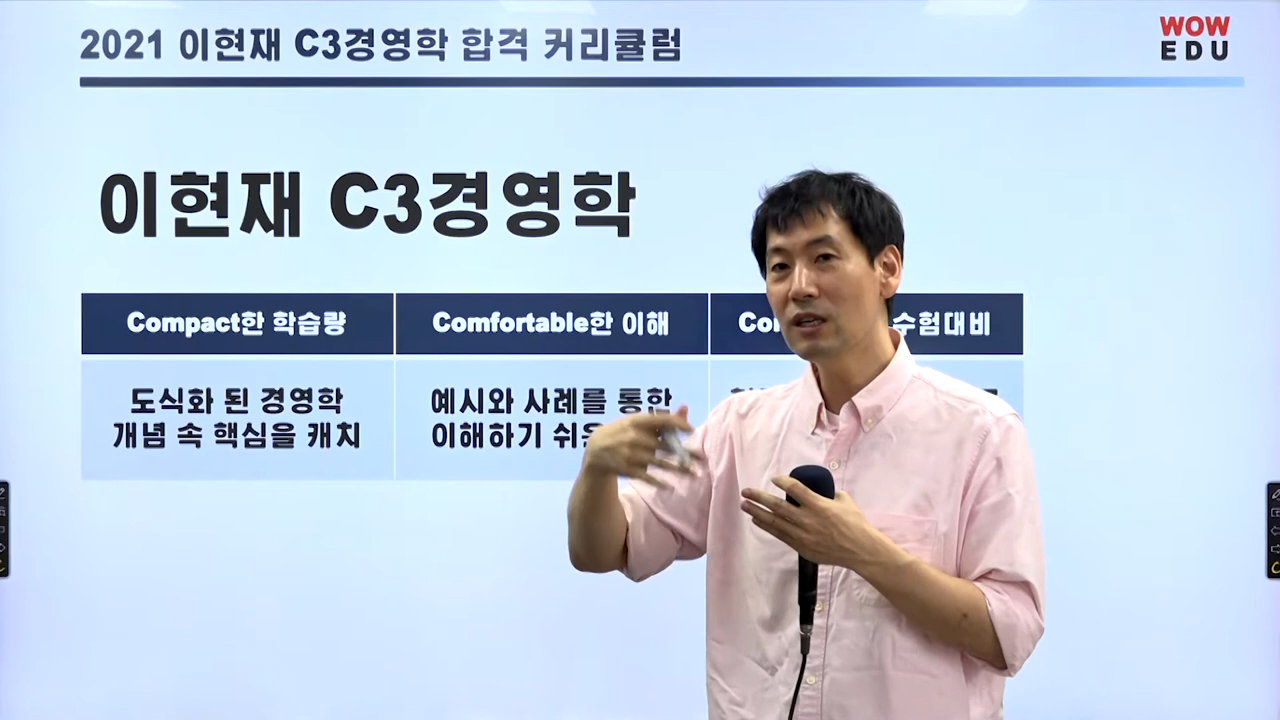 2021 이현재 C3경영학 합격 커리큘럼
WOW
EDU
이현재 C3경영학
Compact한 학습량
Comfortable한 이해
수험대비
도식화 된 경영학
개념 속 핵심을 캐치
예시와 사례를 통한
이해하기